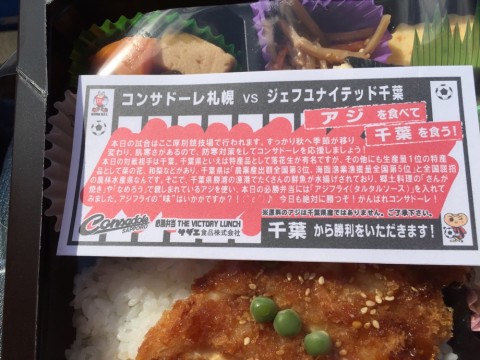 コンサドーレ札幌 vs ジェフユナイテッド千葉
アジ を食べて
千葉 を食う!
本日の試合はここ厚別競技場で行われます。すっかり秋へ季節が移り
変わり、肌寒さがあるので、防寒対策をしてコンサドーレを応援しましょう!
本日の対戦相手は千葉。千葉県といえば特産品として落花生が有名ですが、その他にも生産量1位の特産
品として梨の花、和梨などがあり、千葉県は「農業産出額全国第3位、海面漁業漁獲量全国第5位」と全国屈指
の農林水産県なんです。そこで、千葉県勝浦の漁港でたくさんの鮮魚が水揚げされており、郷土料理の「さんが
焼き」や「なめろう」で親しまれているアジを使い、本日の必勝弁当には「アジフライ(タルタルソース)」を入れて
みました。アジフライの"味"はいかがですか?!♪ 今日も絶対に勝つぞ!がんばれコンサドーレ!
※原料のアジは千葉県産ではありません。ご了承下さい。
Consadole
SAPPORO
必勝弁当 THE VICTORY LUNCH
サザエ食品株式会社
千葉 から勝利をいただきます!